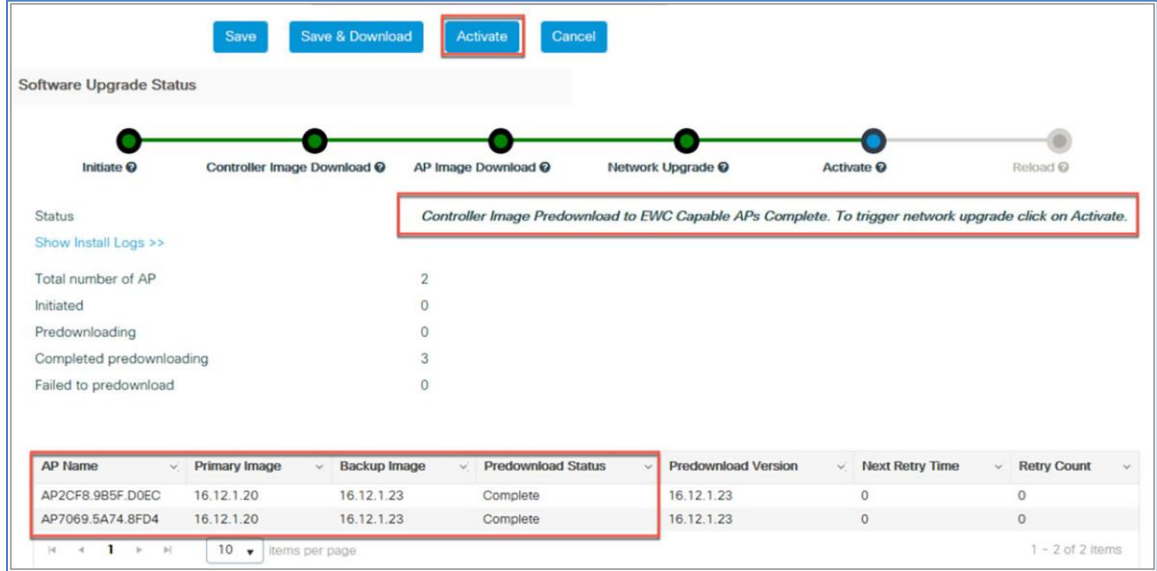 Save Save & Download Activate Cancel
Software Upgrade Status
Initiate Controller Image Download AP Image Download Network Upgrade Activate Reload
Status Controller Image Predownload to EWC Capable APs Complete. To trigger network upgrade click on Activate.
Show Install Logs >>
Total number of AP 2
Initiated 0
Predownloading 0
Completed predownloading 3
Failed to predownload 0
AP Name Primary Image Backup Image Predownload Status Predownload Version Next Retry Time Retry Count
AP2CF8.9B5F.D0EC 16.12.1.20 16.12.1.23 Complete 16.12.1.23 0 0
AP7069.5A74.8FD4 16.12.1.20 16.12.1.23 Complete 16.12.1.23 0 0
1 10 items per page 1 - 2 of 2 items